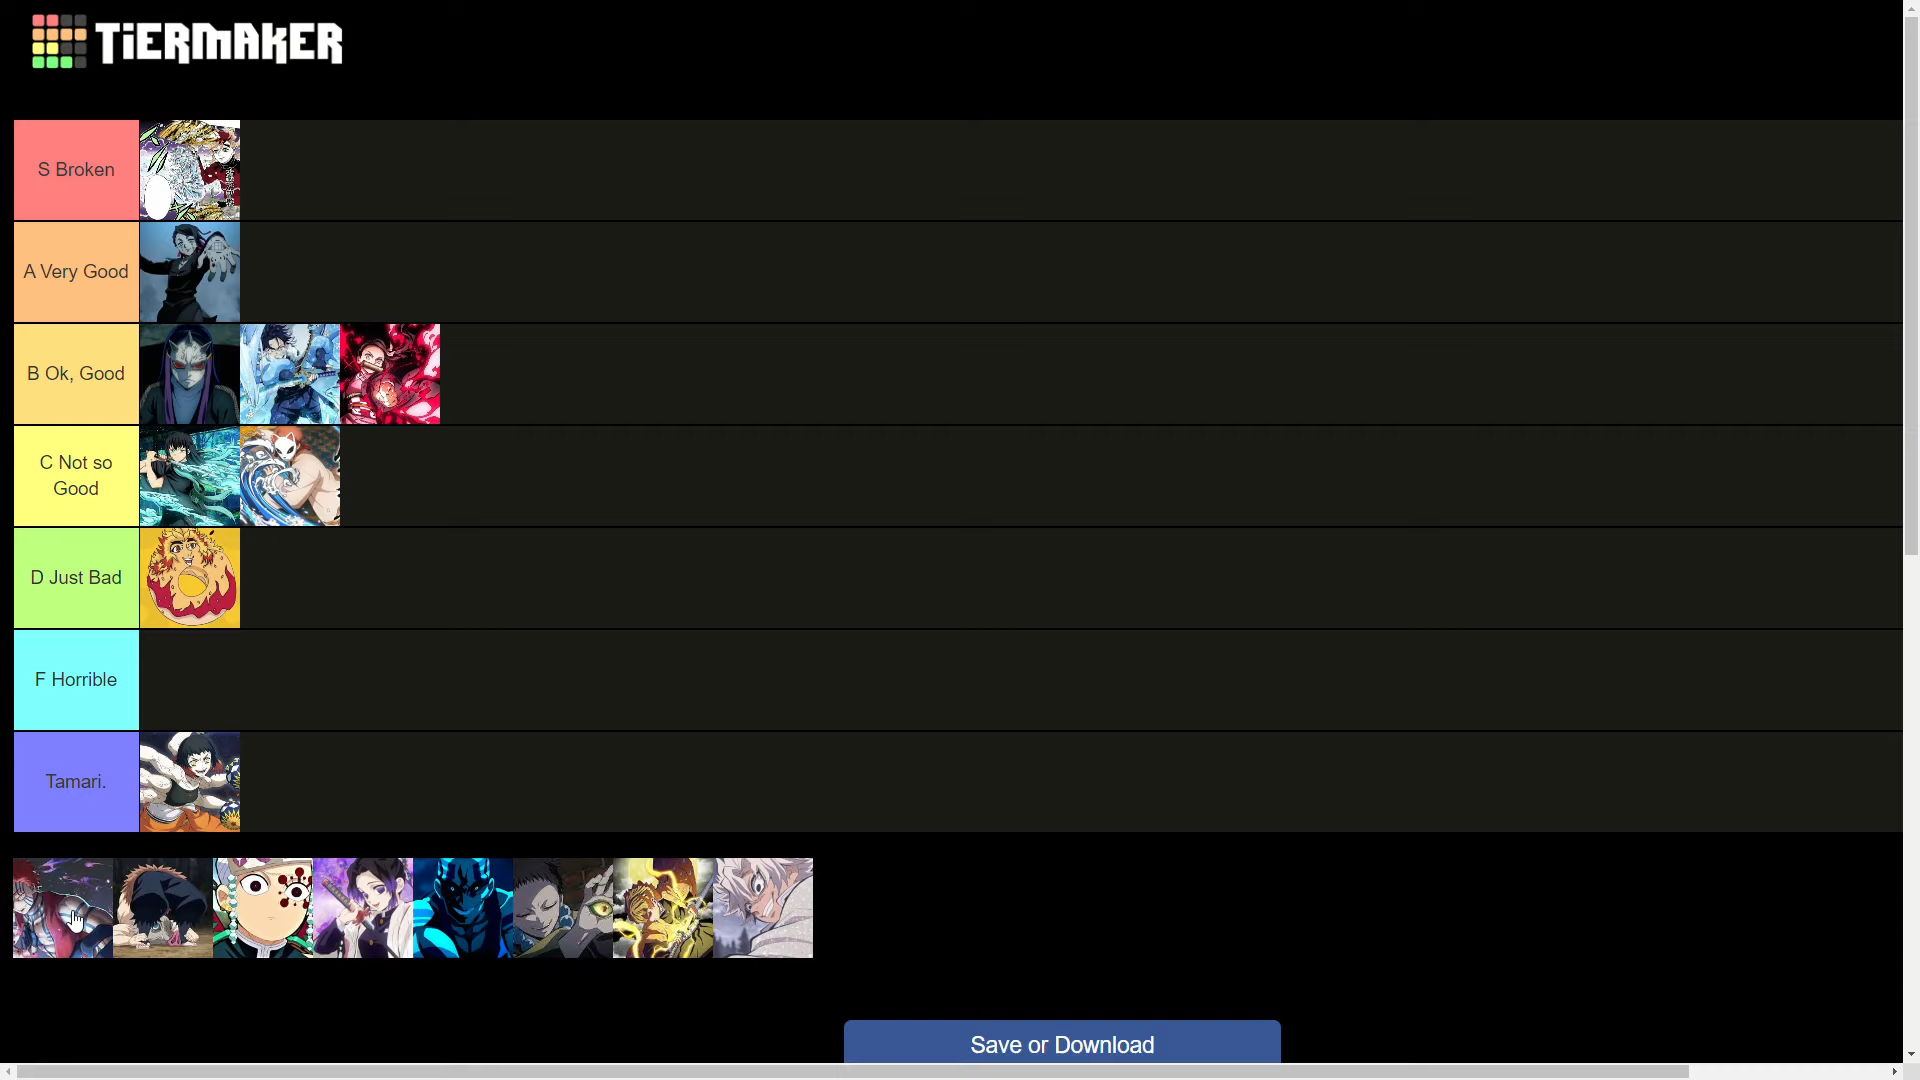 TiERMAKER
S Broken
A Very Good
B Ok, Good
C Not so
Good
D Just Bad
F Horrible
Tamari.
Save or Download